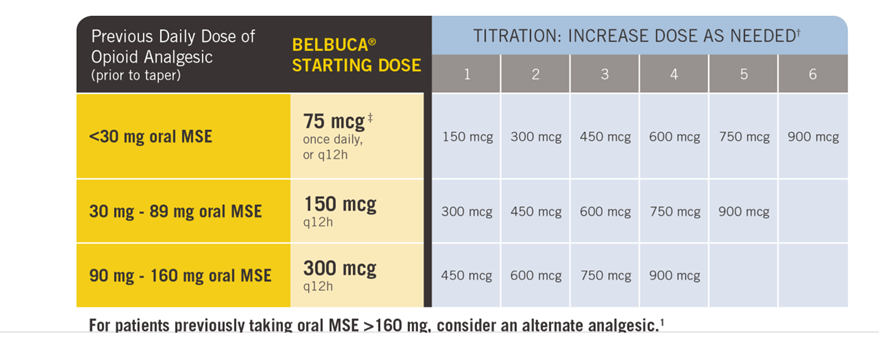 Previous Daily Dose of
Opioid Analgesic
(prior to taper)
BELBUCA®
STARTING DOSE
TITRATION: INCREASE DOSE AS NEEDED†
1 2 3 4 5 6
<30 mg oral MSE
75 mcg‡
once daily,
or q12h
150 mcg 300 mcg 450 mcg 600 mcg 750 mcg 900 mcg
30 mg - 89 mg oral MSE
150 mcg
q12h
300 mcg 450 mcg 600 mcg 750 mcg 900 mcg
90 mg - 160 mg oral MSE
300 mcg
q12h
450 mcg 600 mcg 750 mcg 900 mcg
For patients previously taking oral MSE >160 mg, consider an alternate analgesic.¹